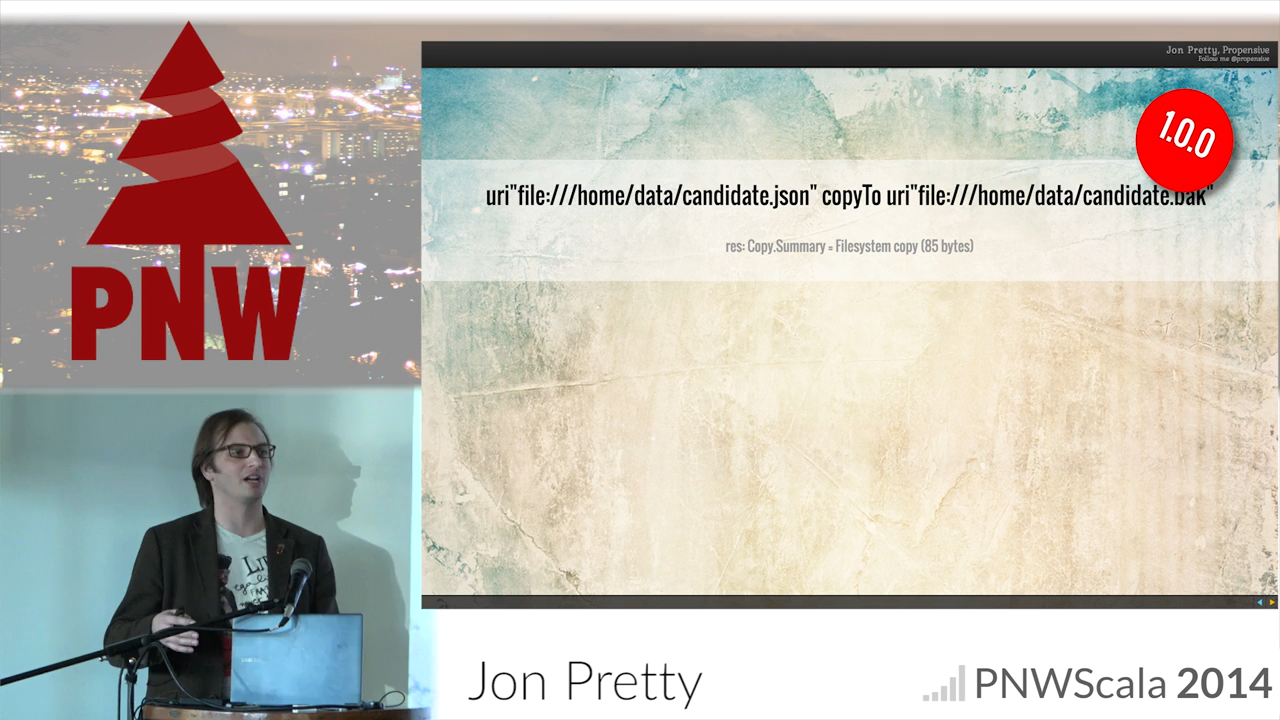 PNW
Jon Pretty, Propensive
Follow me @propensive
1.0.0
uri"file:///home/data/candidate.json" copyTo uri"file:///home/data/candidate.bak"
res: Copy.Summary = Filesystem copy (85 bytes)
Jon Pretty
PNWScala 2014